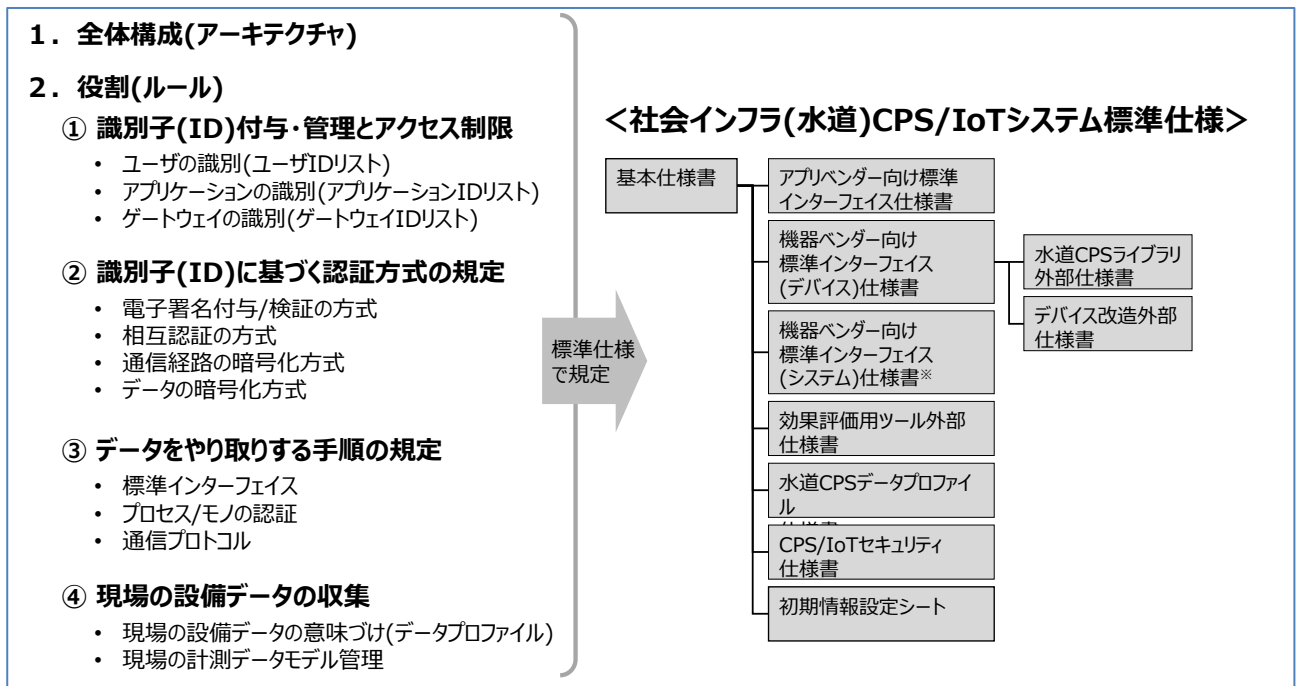 １．全体構成(アーキテクチャ)
２．役割(ルール)
① 識別子(ID)付与・管理とアクセス制限
• ユーザの識別(ユーザIDリスト)
• アプリケーションの識別(アプリケーションIDリスト)
• ゲートウェイの識別(ゲートウェイIDリスト)
② 識別子(ID)に基づく認証方式の規定
• 電子署名付与/検証の方式
• 相互認証の方式
• 通信経路の暗号化方式
• データの暗号化方式
③ データをやり取りする手順の規定
• 標準インターフェイス
• プロセス/モノの認証
• 通信プロトコル
④ 現場の設備データの収集
• 現場の設備データの意味づけ(データプロファイル)
• 現場の計測データモデル管理
標準仕様
で規定
＜社会インフラ(水道)CPS/IoTシステム標準仕様＞
基本仕様書
アプリベンダー向け標準
インターフェイス仕様書
機器ベンダー向け
標準インターフェイス
(デバイス)仕様書
水道CPSライブラリ
外部仕様書
デバイス改造外部
仕様書
機器ベンダー向け
標準インターフェイス
(システム)仕様書※
効果評価用ツール外部
仕様書
水道CPSデータプロファイ
ル
CPS/IoTセキュリティ
仕様書
初期情報設定シート